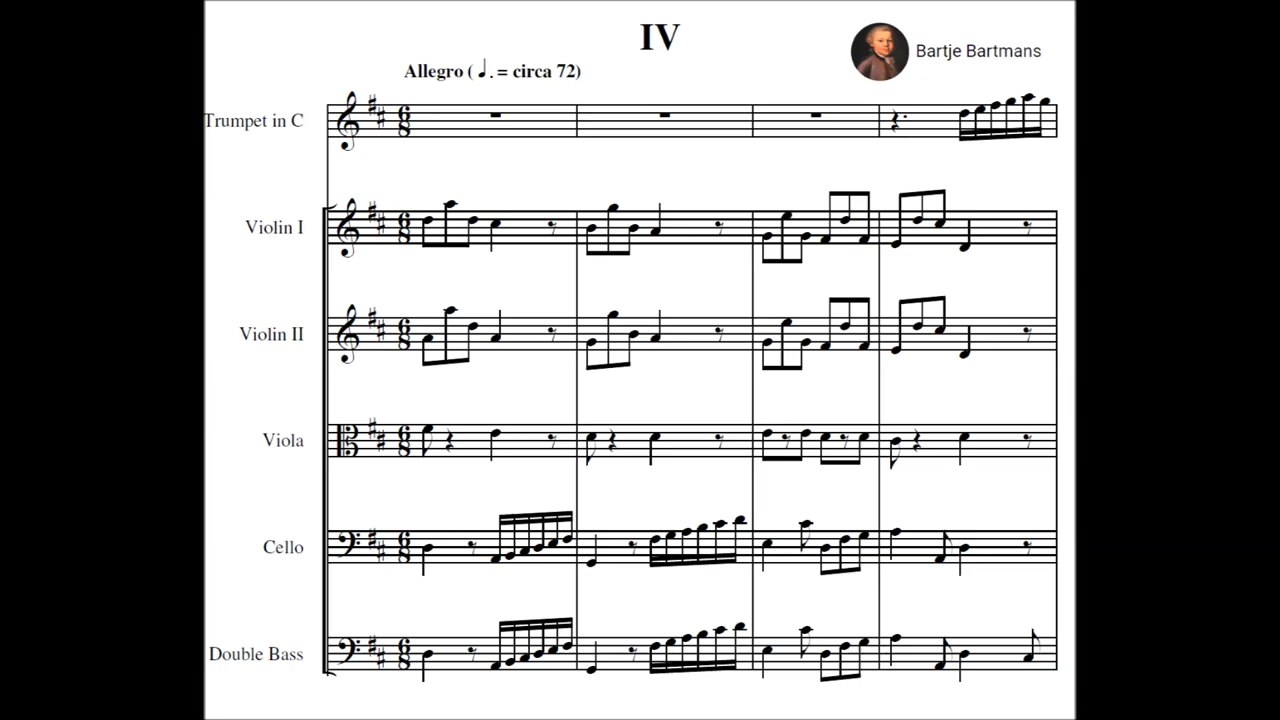 IV
Bartje Bartmans
Allegro ( ♩. = circa 72)
Trumpet in C
Violin I
Violin II
Viola
Cello
Double Bass